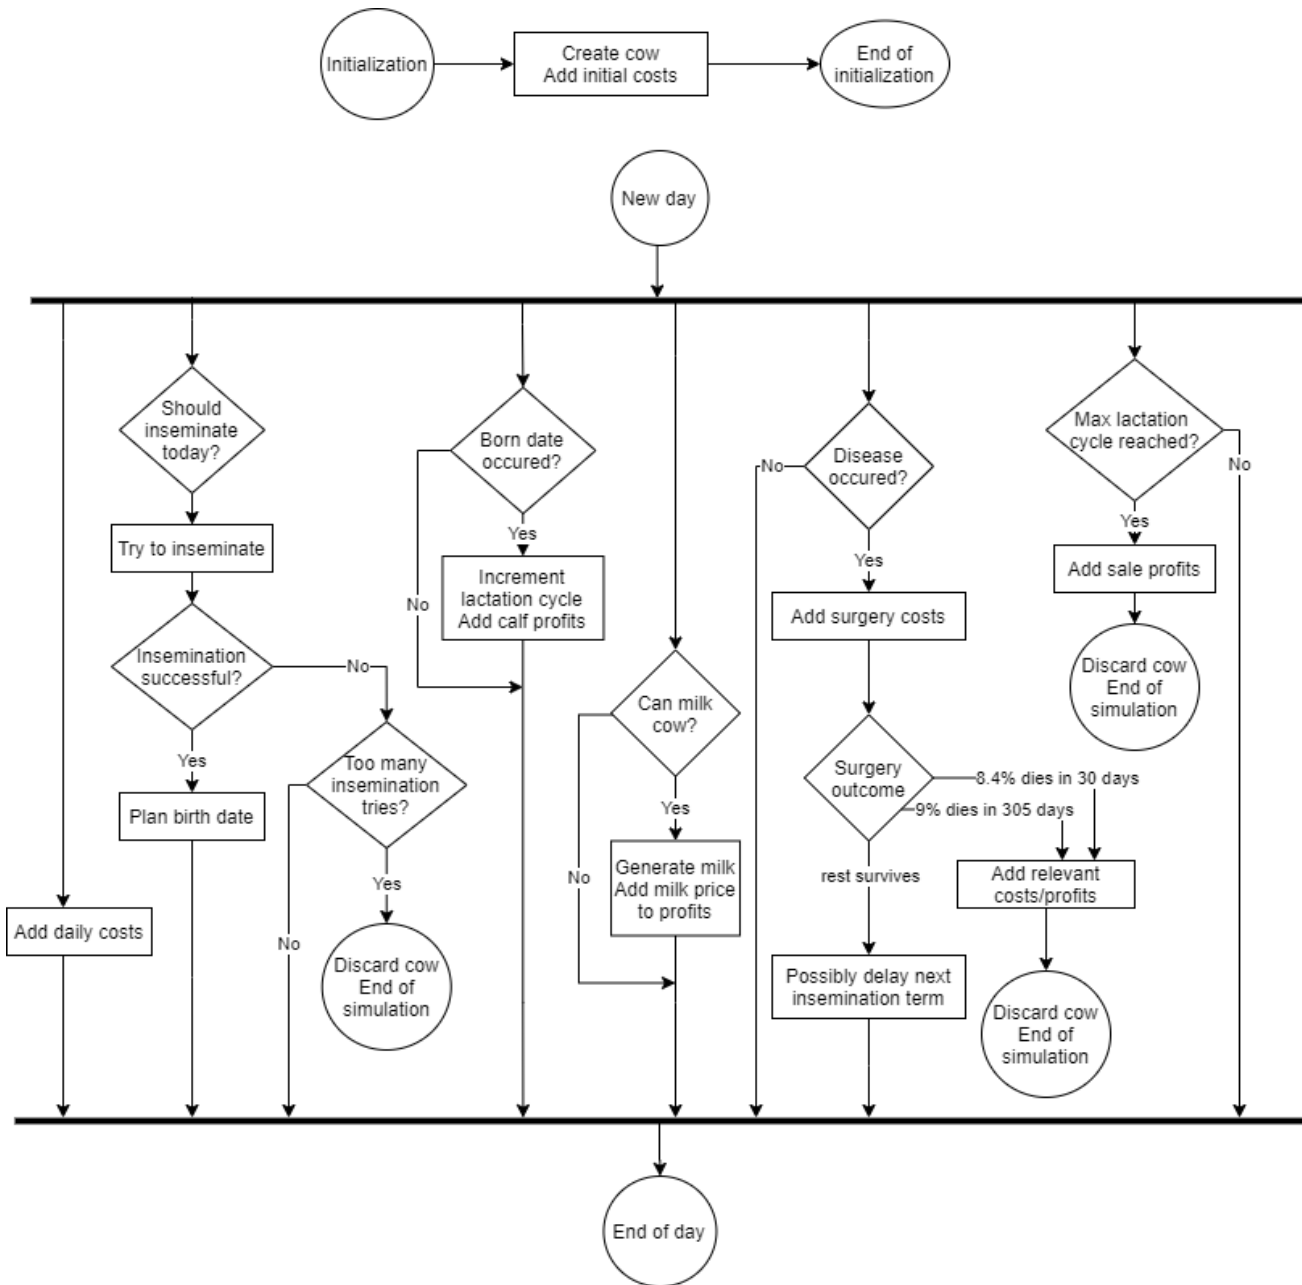 Initialization
Create cow
Add initial costs
End of
initialization
New day
Should
inseminate
today?
Try to inseminate
Insemination
successful?
No
Yes
Plan birth date
Too many
insemination
tries?
Yes
No
Discard cow
End of
simulation
Add daily costs
Born date
occured?
Yes
No
Increment
lactation cycle
Add calf profits
Can milk
cow?
Yes
No
Generate milk
Add milk price
to profits
Disease
occured?
No
Yes
Add surgery costs
Surgery
outcome
8.4% dies in 30 days
9% dies in 305 days
rest survives
Add relevant
costs/profits
Possibly delay next
insemination term
Discard cow
End of
simulation
Max lactation
cycle reached?
No
Yes
Add sale profits
Discard cow
End of
simulation
End of day